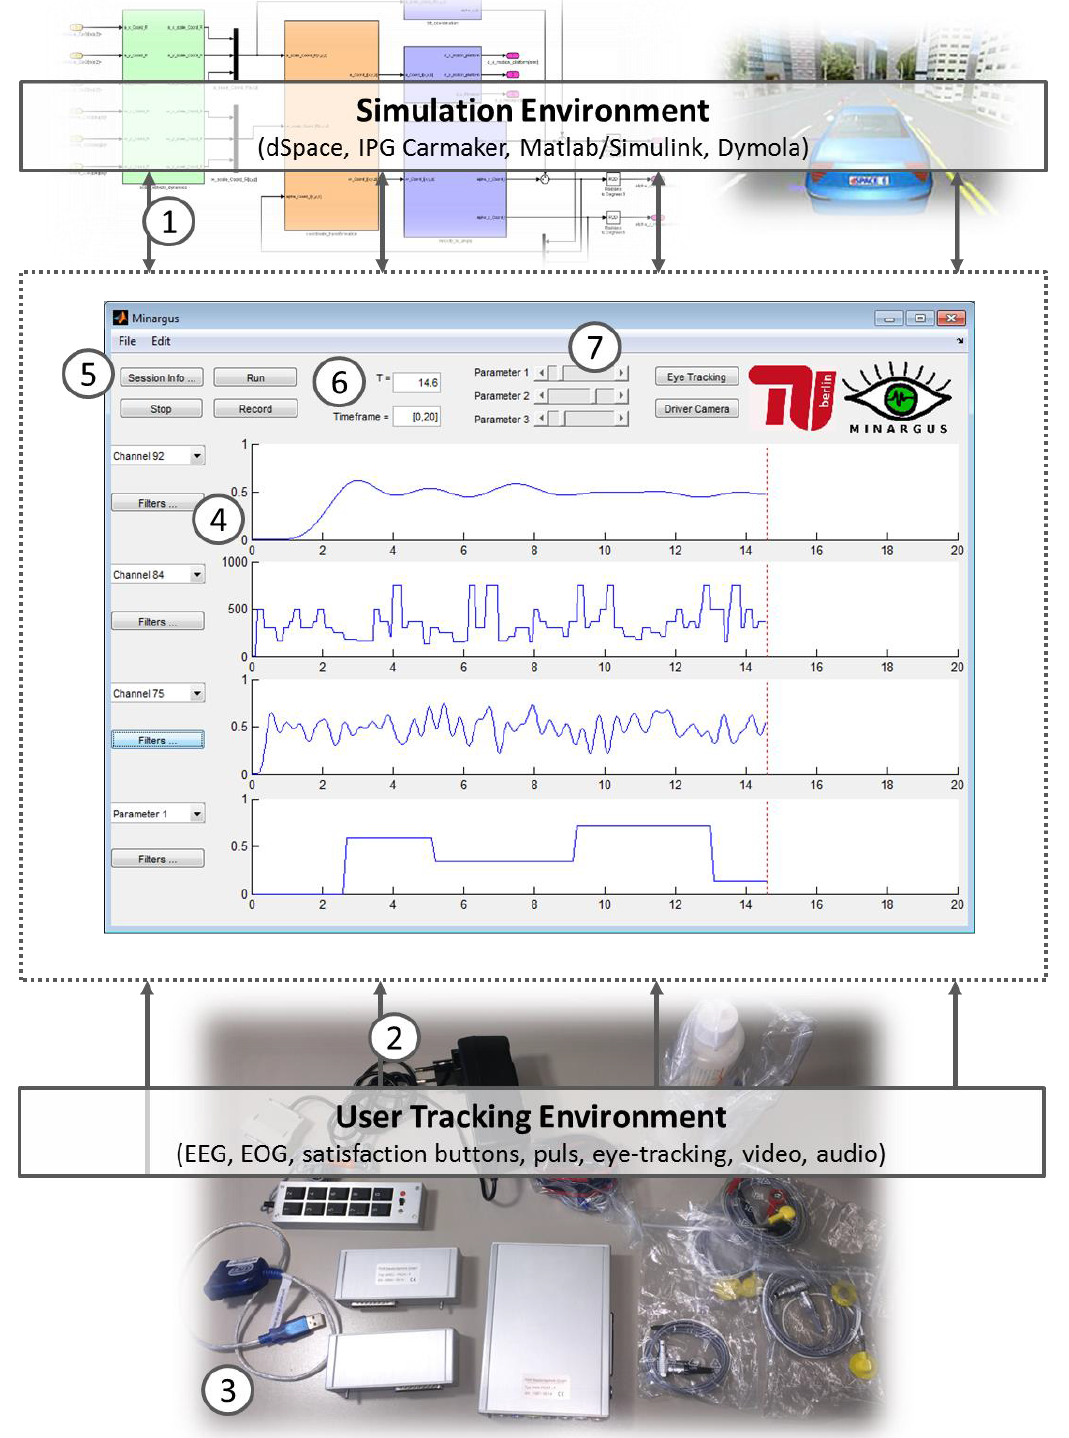 Simulation Environment
(dSpace, IPG Carmaker, Matlab/Simulink, Dymola)
dSPACE
1
Minargus
File Edit
5
Session Info ...
Run
6
T =
14.6
Parameter 1
7
Eye Tracking
Stop
Record
Timeframe =
[0,20]
Parameter 2
Parameter 3
Driver Camera
TU berlin
MINARGUS
Channel 92
Filters ...
4
1
0.5
0
0 2 4 6 8 10 12 14 16 18 20
Channel 84
Filters ...
1000
500
0
0 2 4 6 8 10 12 14 16 18 20
Channel 75
Filters ...
1
0.5
0
0 2 4 6 8 10 12 14 16 18 20
Parameter 1
Filters ...
1
0.5
0
0 2 4 6 8 10 12 14 16 18 20
2
User Tracking Environment
(EEG, EOG, satisfaction buttons, puls, eye-tracking, video, audio)
3